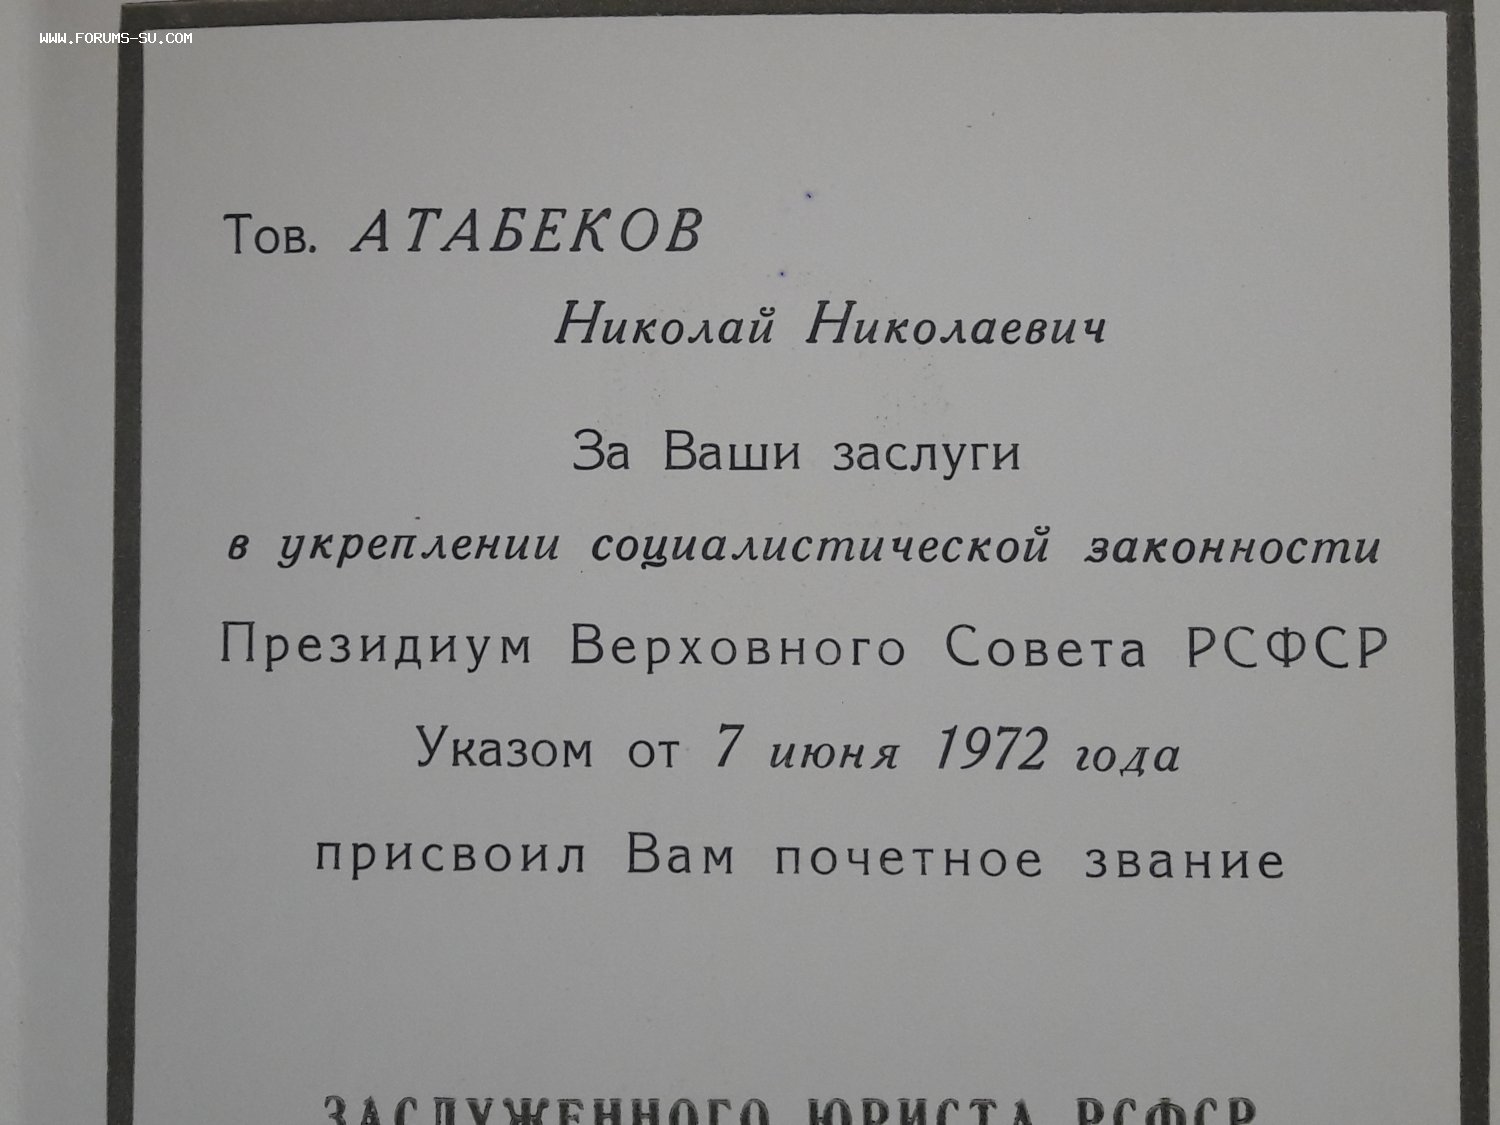 WWW.FORUMS-SU.COM
Тов. АТАБЕКОВ
Николай Николаевич
За Ваши заслуги
в укреплении социалистической законности
Президиум Верховного Совета РСФСР
Указом от 7 июня 1972 года
присвоил Вам почетное звание
ЗАСЛУЖЕННОГО ЮРИСТА РСФСР